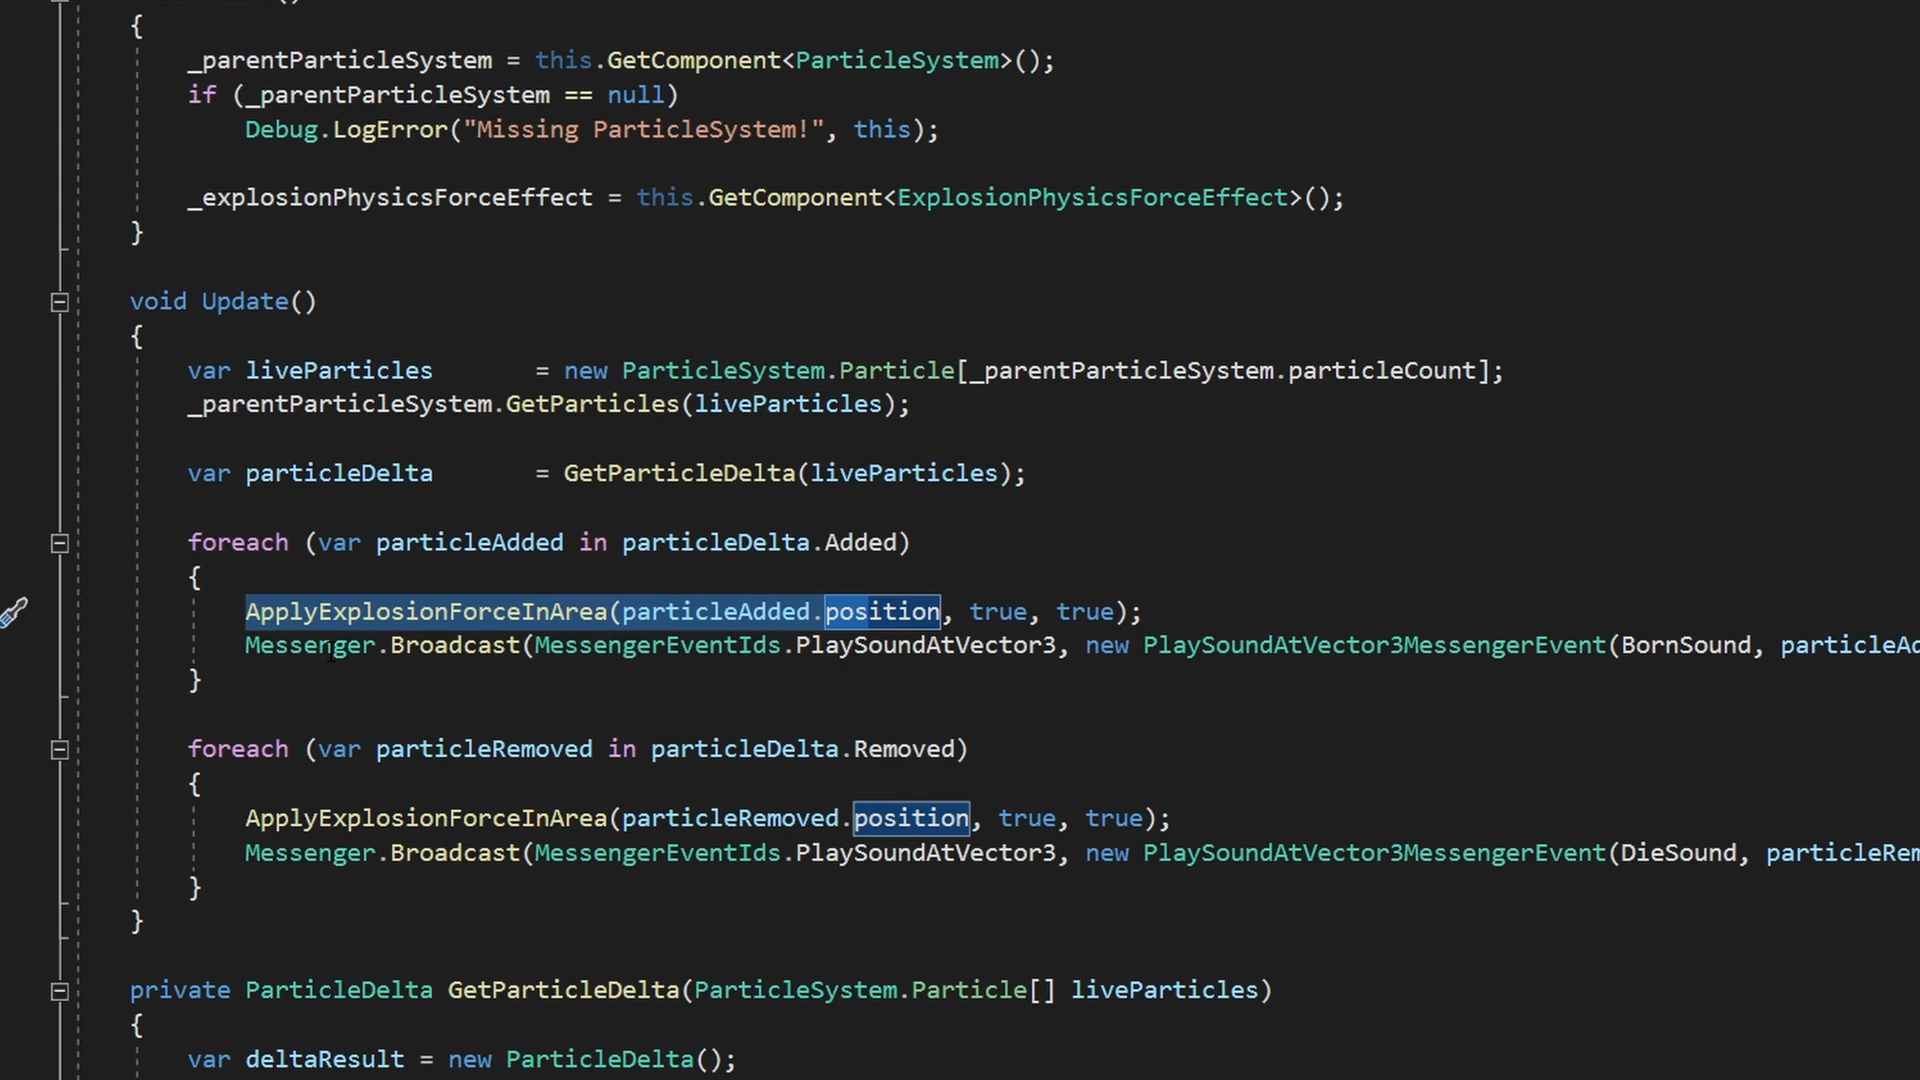 {
_parentParticleSystem = this.GetComponent<ParticleSystem>();
if (_parentParticleSystem == null)
Debug.LogError("Missing ParticleSystem!", this);
_explosionPhysicsForceEffect = this.GetComponent<ExplosionPhysicsForceEffect>();
}
void Update()
{
var liveParticles = new ParticleSystem.Particle[_parentParticleSystem.particleCount];
_parentParticleSystem.GetParticles(liveParticles);
var particleDelta = GetParticleDelta(liveParticles);
foreach (var particleAdded in particleDelta.Added)
{
ApplyExplosionForceInArea(particleAdded.position, true, true);
Messenger.Broadcast(MessengerEventIds.PlaySoundAtVector3, new PlaySoundAtVector3MessengerEvent(BornSound, particleAd
}
foreach (var particleRemoved in particleDelta.Removed)
{
ApplyExplosionForceInArea(particleRemoved.position, true, true);
Messenger.Broadcast(MessengerEventIds.PlaySoundAtVector3, new PlaySoundAtVector3MessengerEvent(DieSound, particleRem
}
}
private ParticleDelta GetParticleDelta(ParticleSystem.Particle[] liveParticles)
{
var deltaResult = new ParticleDelta();